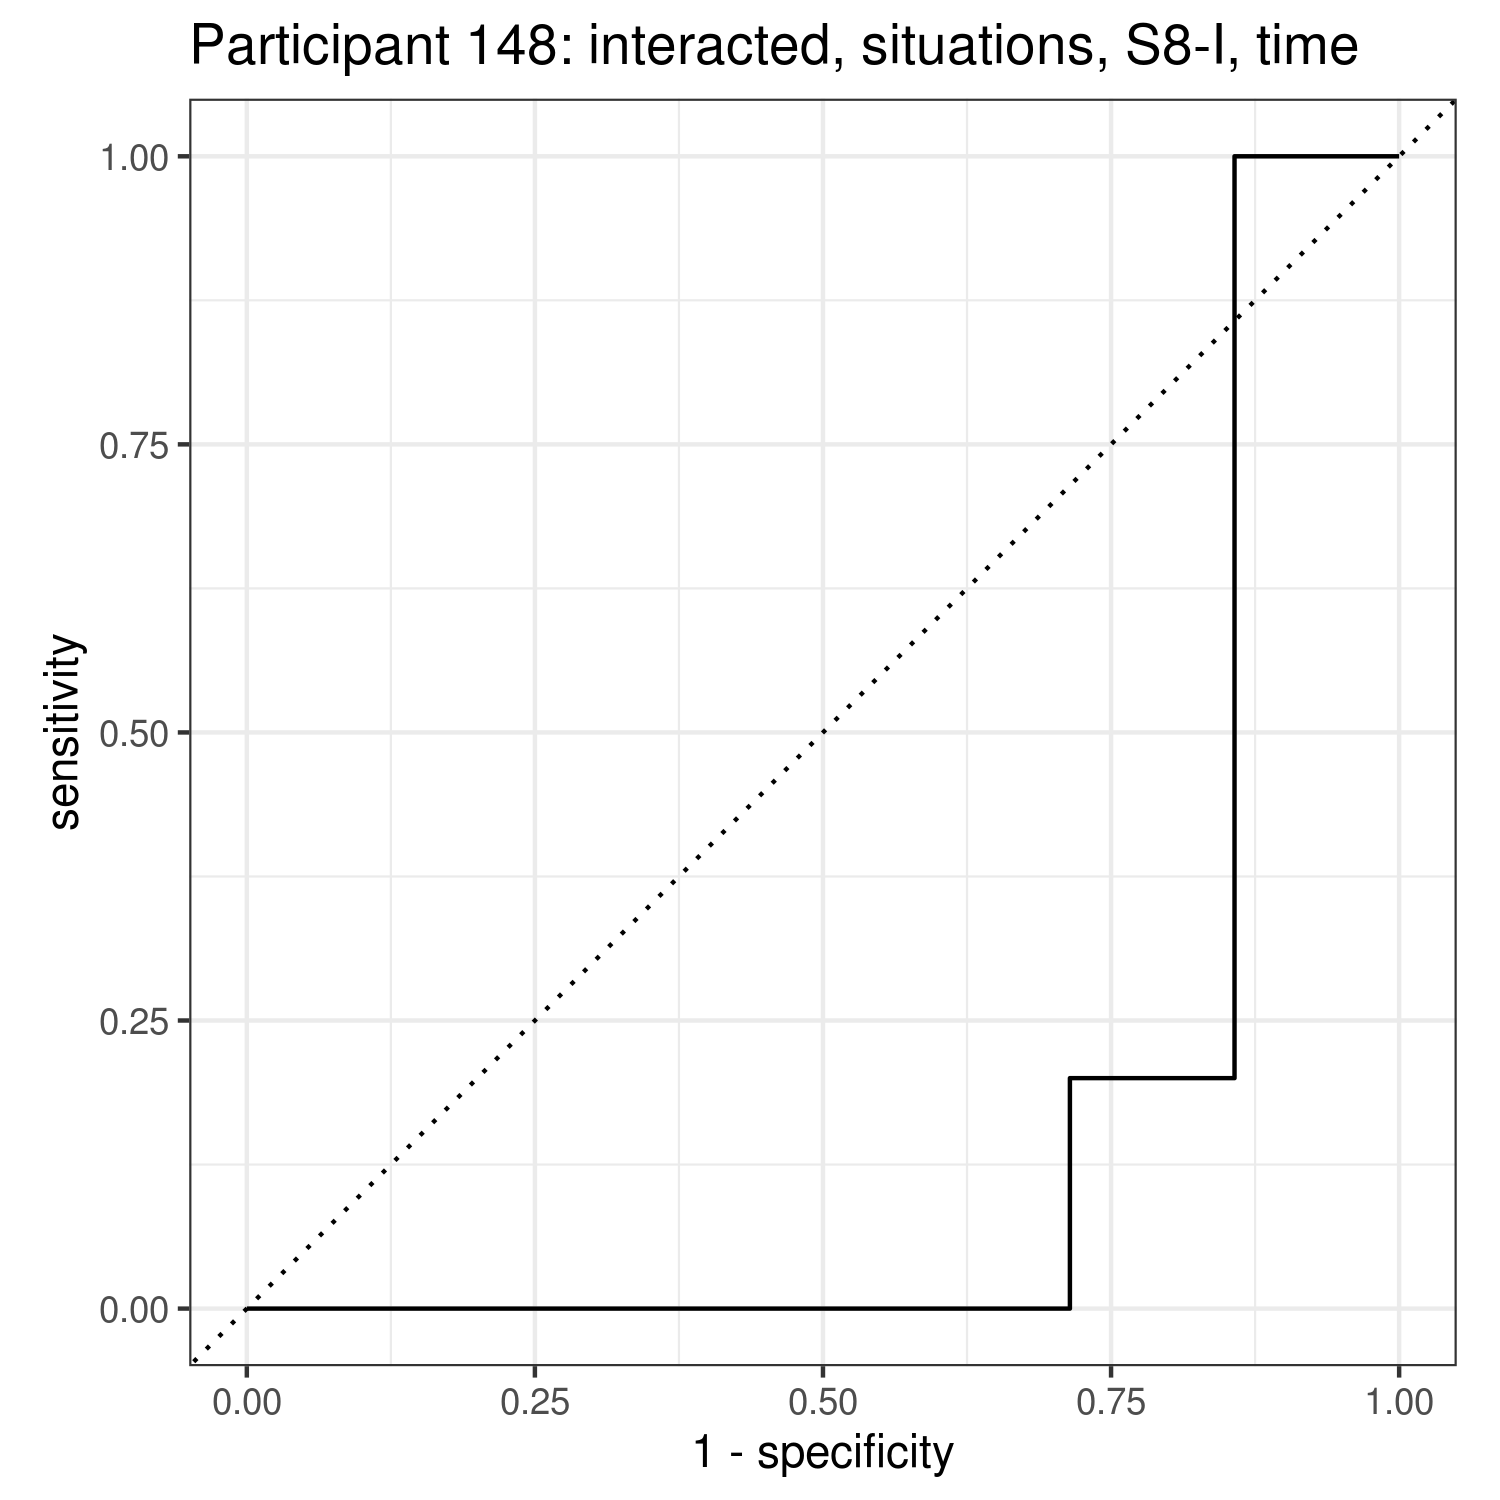 Participant 148: interacted, situations, S8-I, time
1.00
0.75
0.50
0.25
0.00
sensitivity
0.00 0.25 0.50 0.75 1.00
1 - specificity